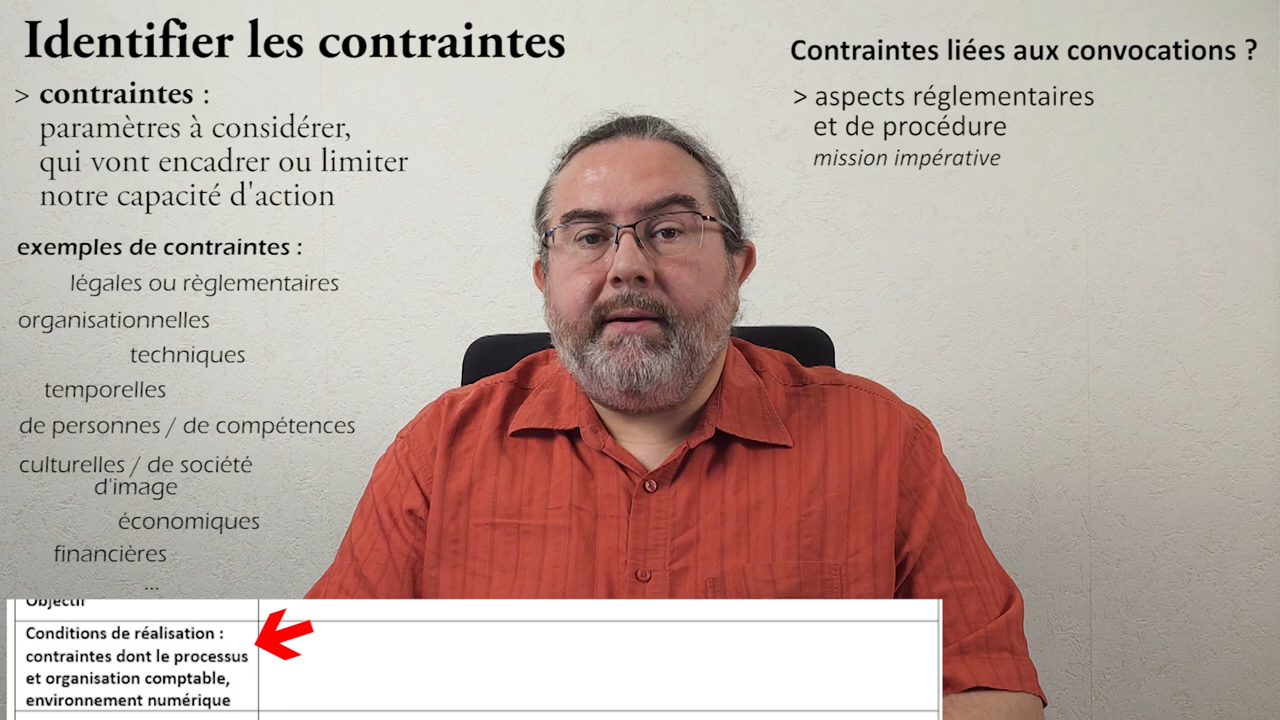 Identifier les contraintes
> contraintes :
paramètres à considérer,
qui vont encadrer ou limiter
notre capacité d'action
exemples de contraintes :
légales ou règlementaires
organisationnelles
techniques
temporelles
de personnes / de compétences
culturelles / de société
d'image
économiques
financières
...
Contraintes liées aux convocations ?
> aspects réglementaires
et de procédure
mission impérative
Objectif
Conditions de réalisation :
contraintes dont le processus
et organisation comptable,
environnement numérique